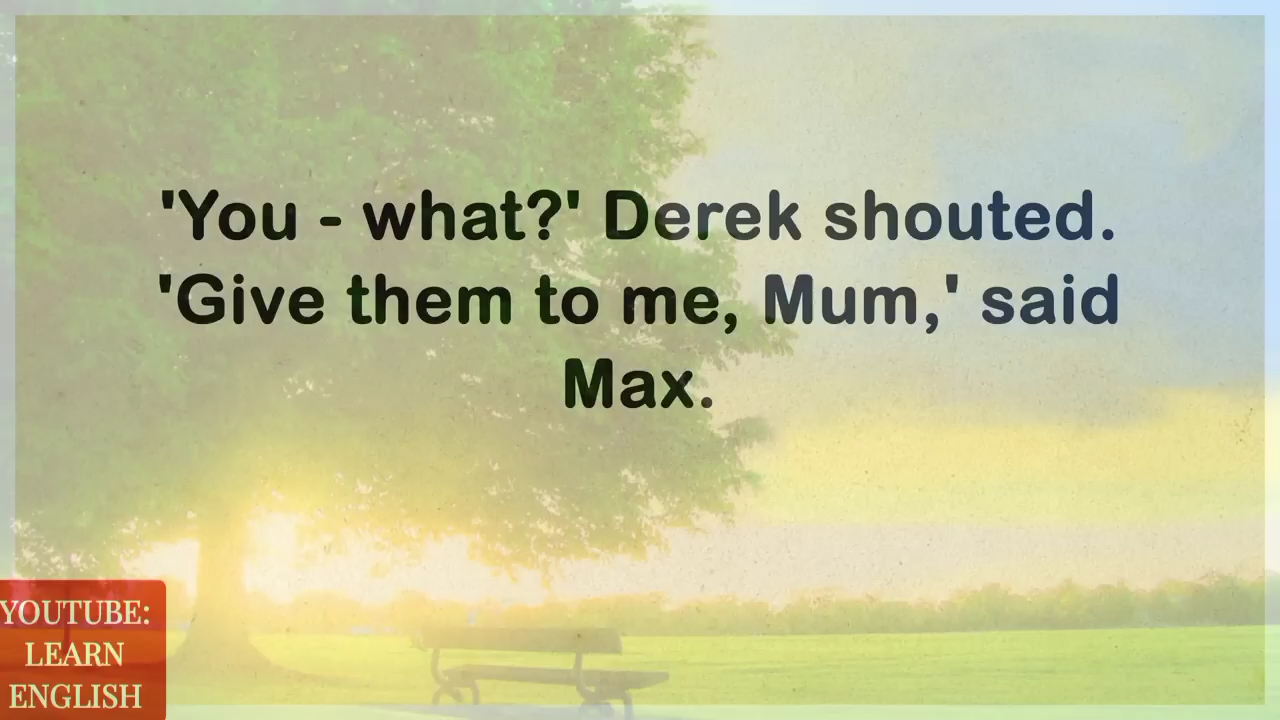 'You - what?' Derek shouted.
'Give them to me, Mum,' said
Max.
YOUTUBE:
LEARN
ENGLISH